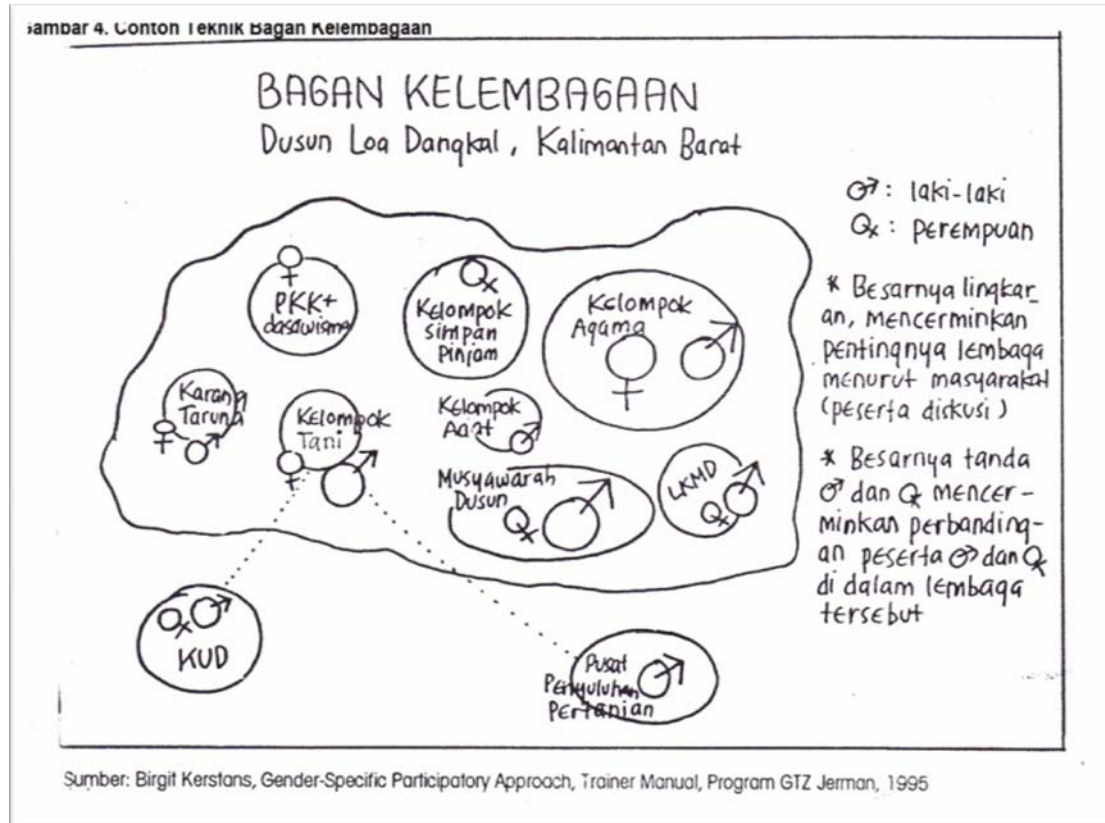 Gambar 4. Conton Teknik Bagan Kelembagaan
BAGAN KELEMBAGAAN
Dusun Loa Dangkal, Kalimantan Barat
♂: laki-laki
♀: perempuan
* Besarnya lingkar-
an, mencerminkan
pentingnya lembaga
menurut masyarakat
(peserta diskusi)
* Besarnya tanda
♂ dan ♀ mencer-
minkan perbanding-
an peserta ♂ dan ♀
di dalam lembaga
tersebut
PKK+
dasawisma
Kelompok
simpan
pinjam
Kelompok
Agama
Karang
Taruna
Kelompok
Tani
Kelompok
Adat
Musyawarah
Dusun
LKMD
KUD
Pusat
Penyuluhan
Pertanian
Sumber: Birgit Kerstans, Gender-Specific Participatory Approach, Trainer Manual, Program GTZ Jerman, 1995